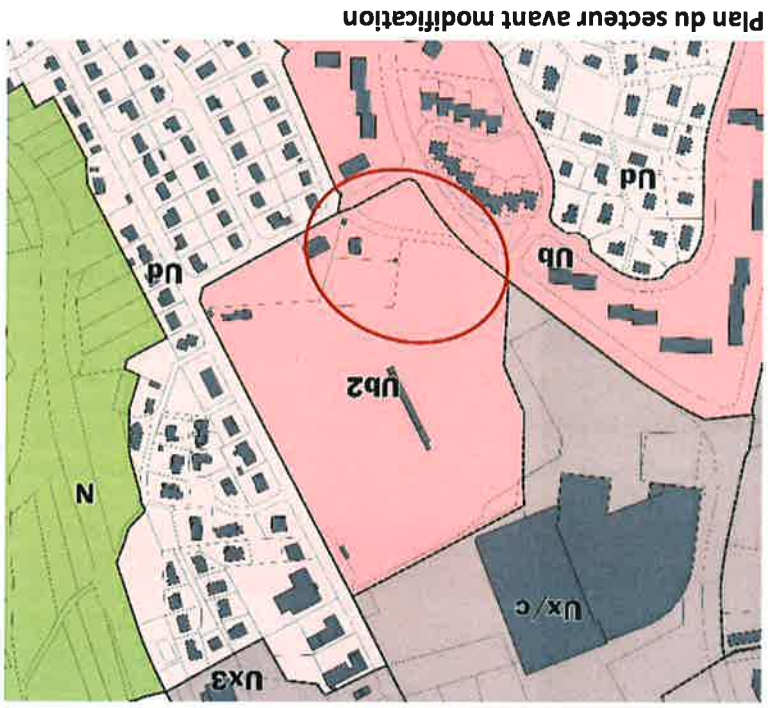 Ux3
Ux/c
N
Ub2
Ud
Ub
Ud
Plan du secteur avant modification